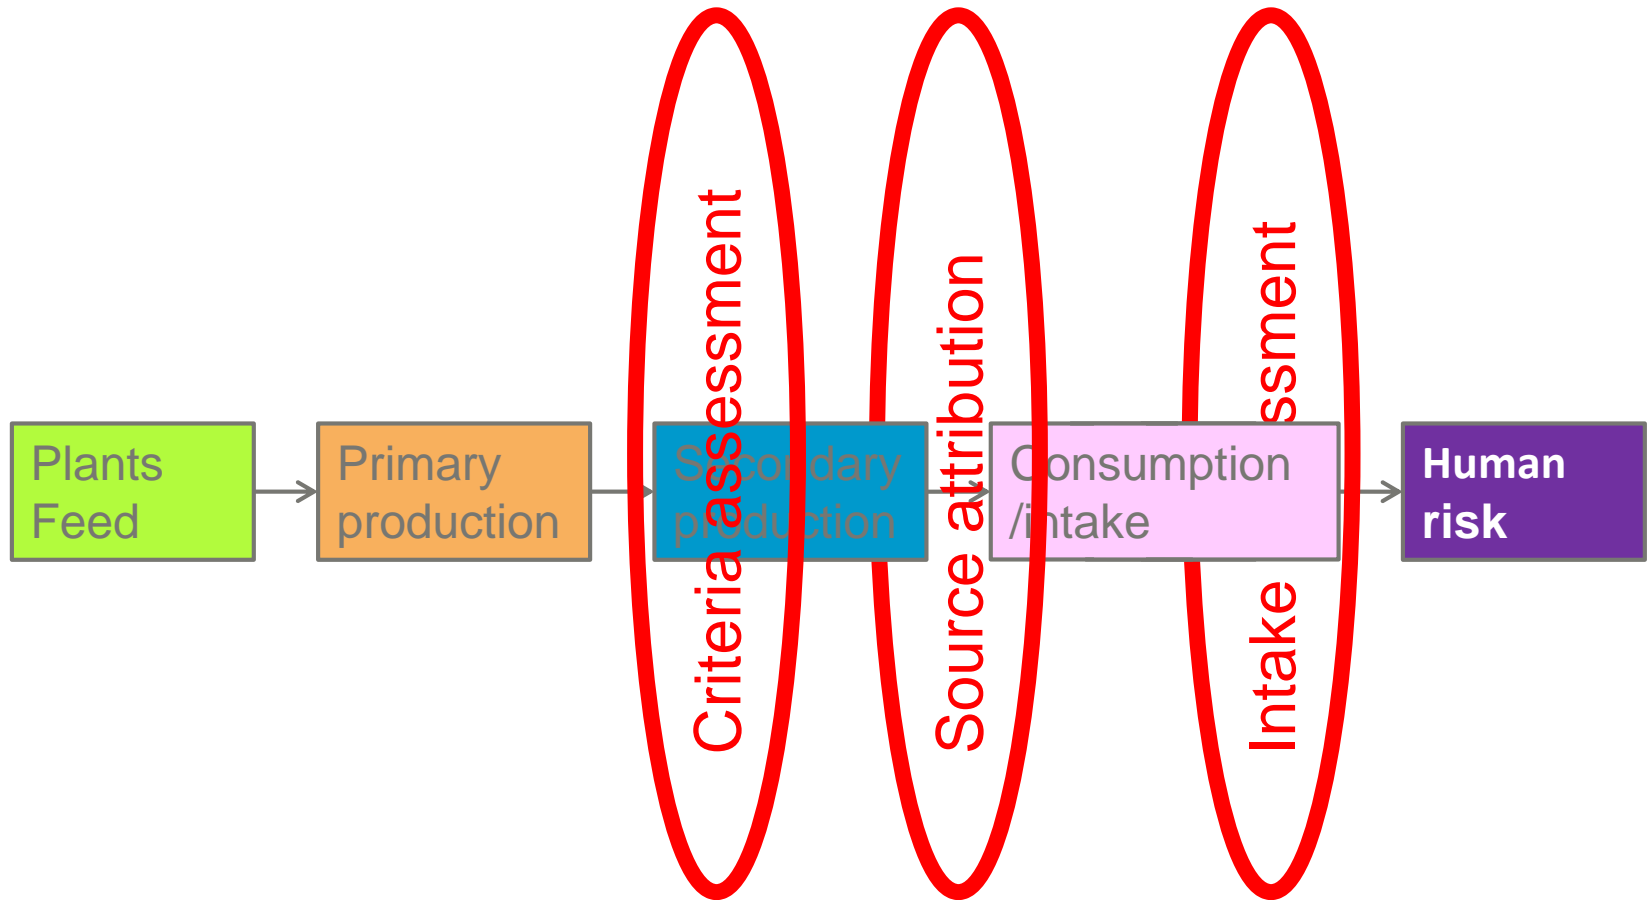 Plants
Feed
Primary
production
Secondary
production
Consumption
/intake
Human
risk
Criteria assessment
Source attribution
Intake ssment